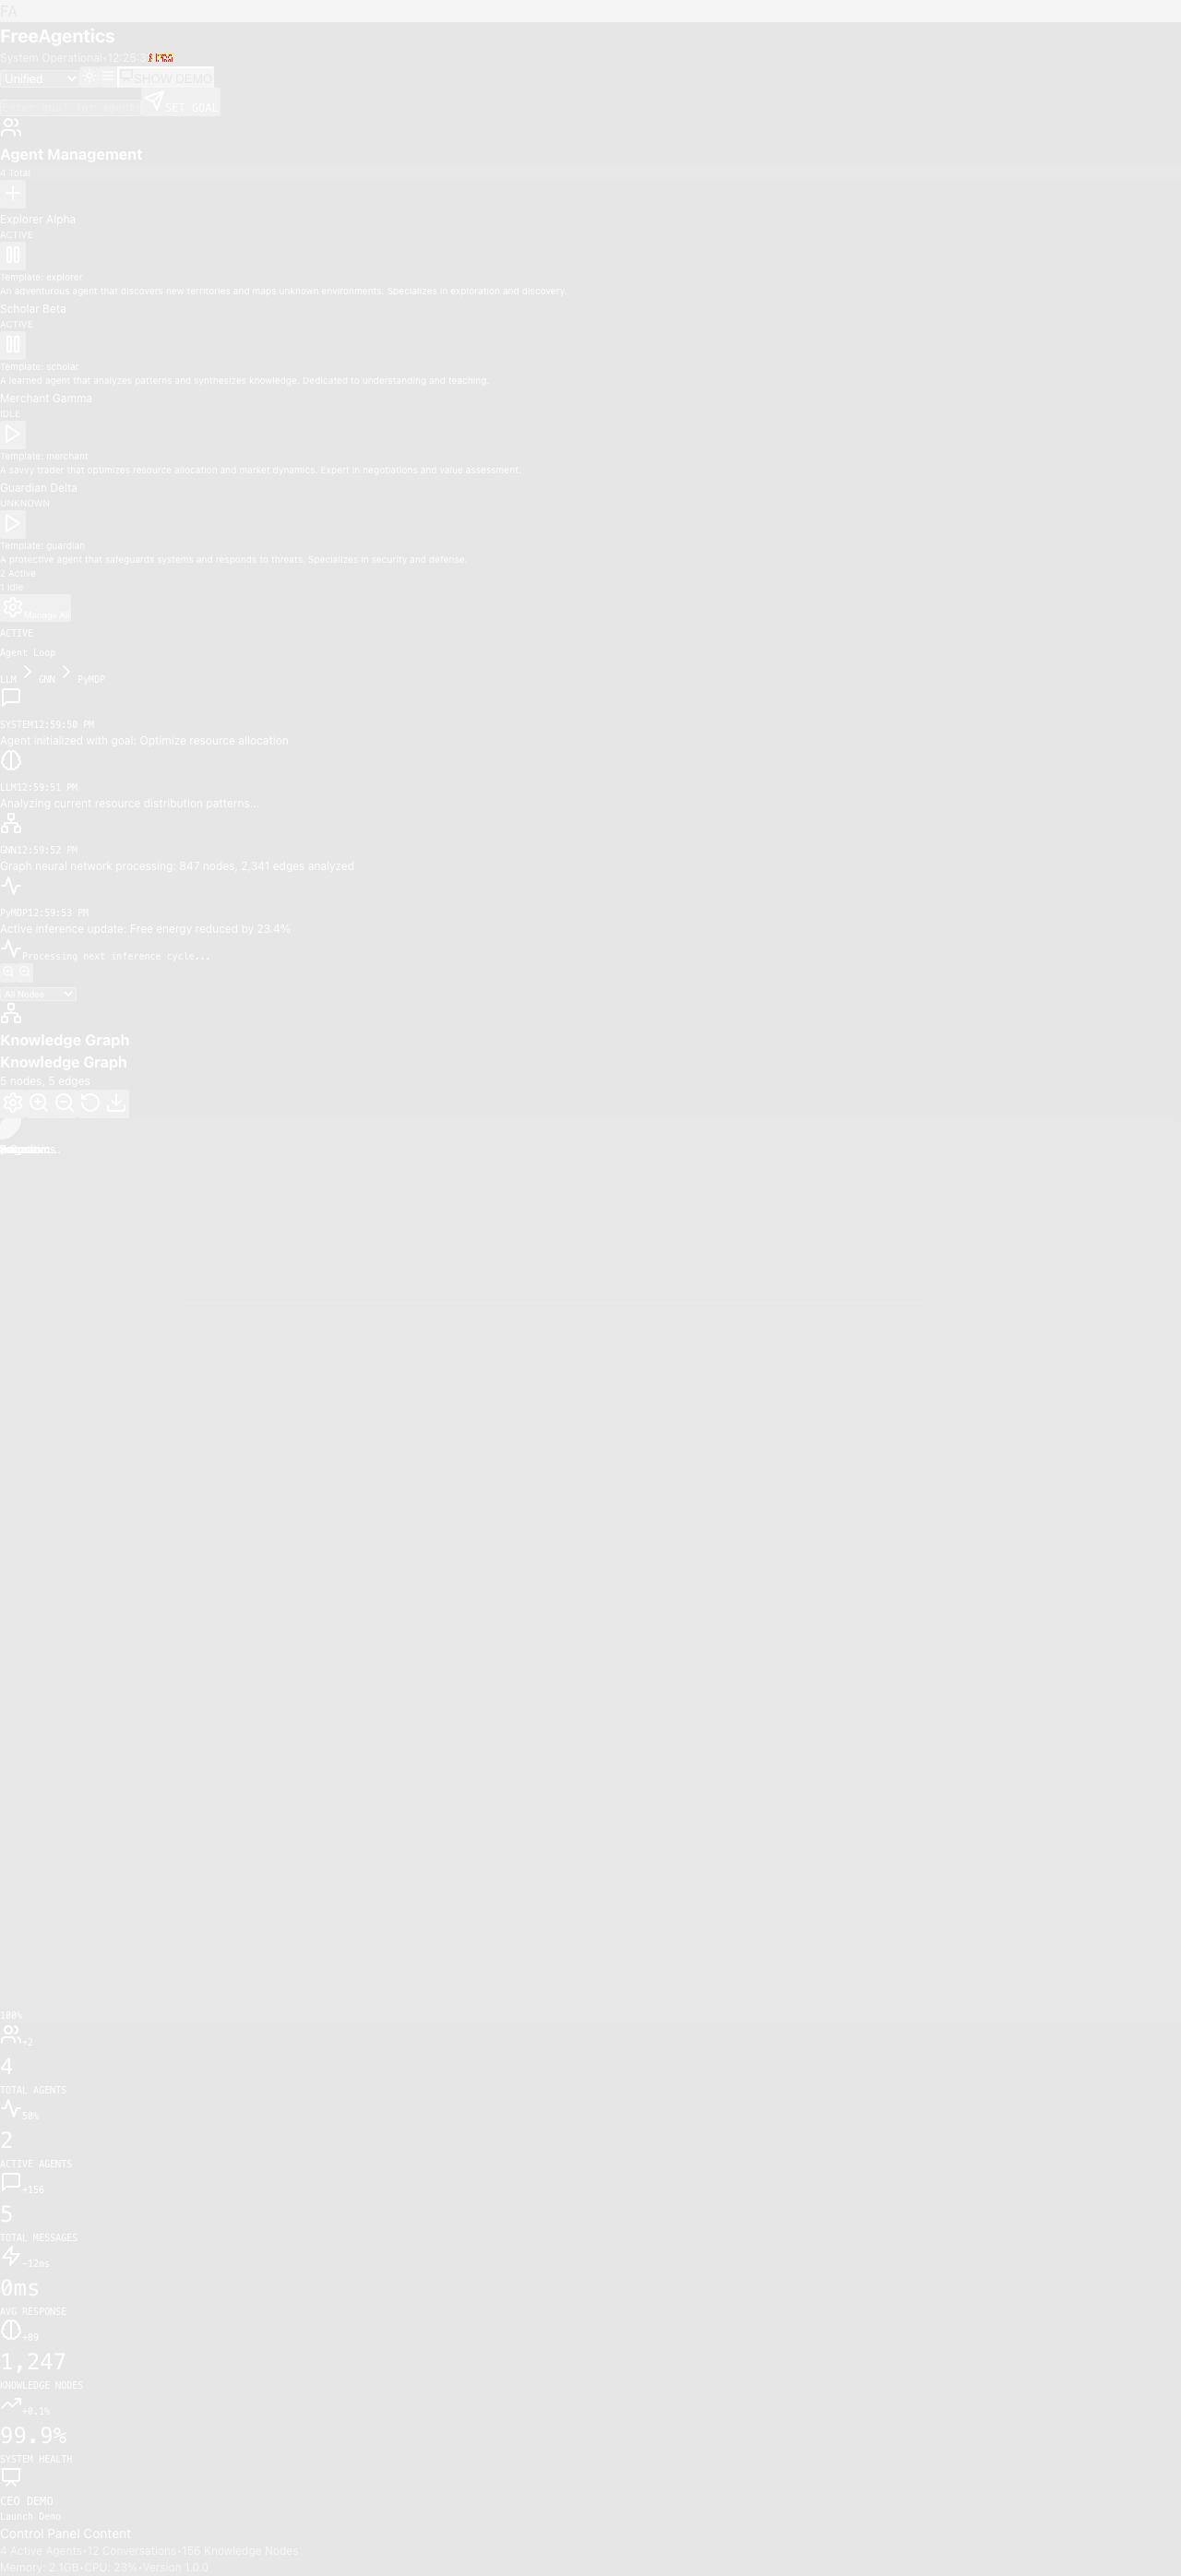 FA
FreeAgentics
System Operational•12:25:3
Unified
SHOW DEMO
SET GOAL
Agent Management
4 Total
Explorer Alpha
ACTIVE
Template: explorer
An adventurous agent that discovers new territories and maps unknown environments. Specializes in exploration and discovery.
Scholar Beta
ACTIVE
Template: scholar
A learned agent that analyzes patterns and synthesizes knowledge. Dedicated to understanding and teaching.
Merchant Gamma
IDLE
Template: merchant
A savvy trader that optimizes resource allocation and market dynamics. Expert in negotiations and value assessment.
Guardian Delta
UNKNOWN
Template: guardian
A protective agent that safeguards systems and responds to threats. Specializes in security and defense.
2 Active
1 Idle
Manage All
ACTIVE
Agent Loop
LLM GNN PyMDP
SYSTEM12:59:50 PM
Agent initialized with goal: Optimize resource allocation
LLM12:59:51 PM
Analyzing current resource distribution patterns...
GNN12:59:52 PM
Graph neural network processing: 847 nodes, 2,341 edges analyzed
PyMDP12:59:53 PM
Active inference update: Free energy reduced by 23.4%
Processing next inference cycle...
All Nodes
Knowledge Graph
Knowledge Graph
5 nodes, 5 edges
100%
+2
4
TOTAL AGENTS
50%
2
ACTIVE AGENTS
+156
5
TOTAL MESSAGES
-12ms
0ms
AVG RESPONSE
+89
1,247
KNOWLEDGE NODES
+0.1%
99.9%
SYSTEM HEALTH
CEO DEMO
Launch Demo
Control Panel Content
4 Active Agents•12 Conversations•156 Knowledge Nodes
Memory: 2.1GB•CPU: 23%•Version 1.0.0